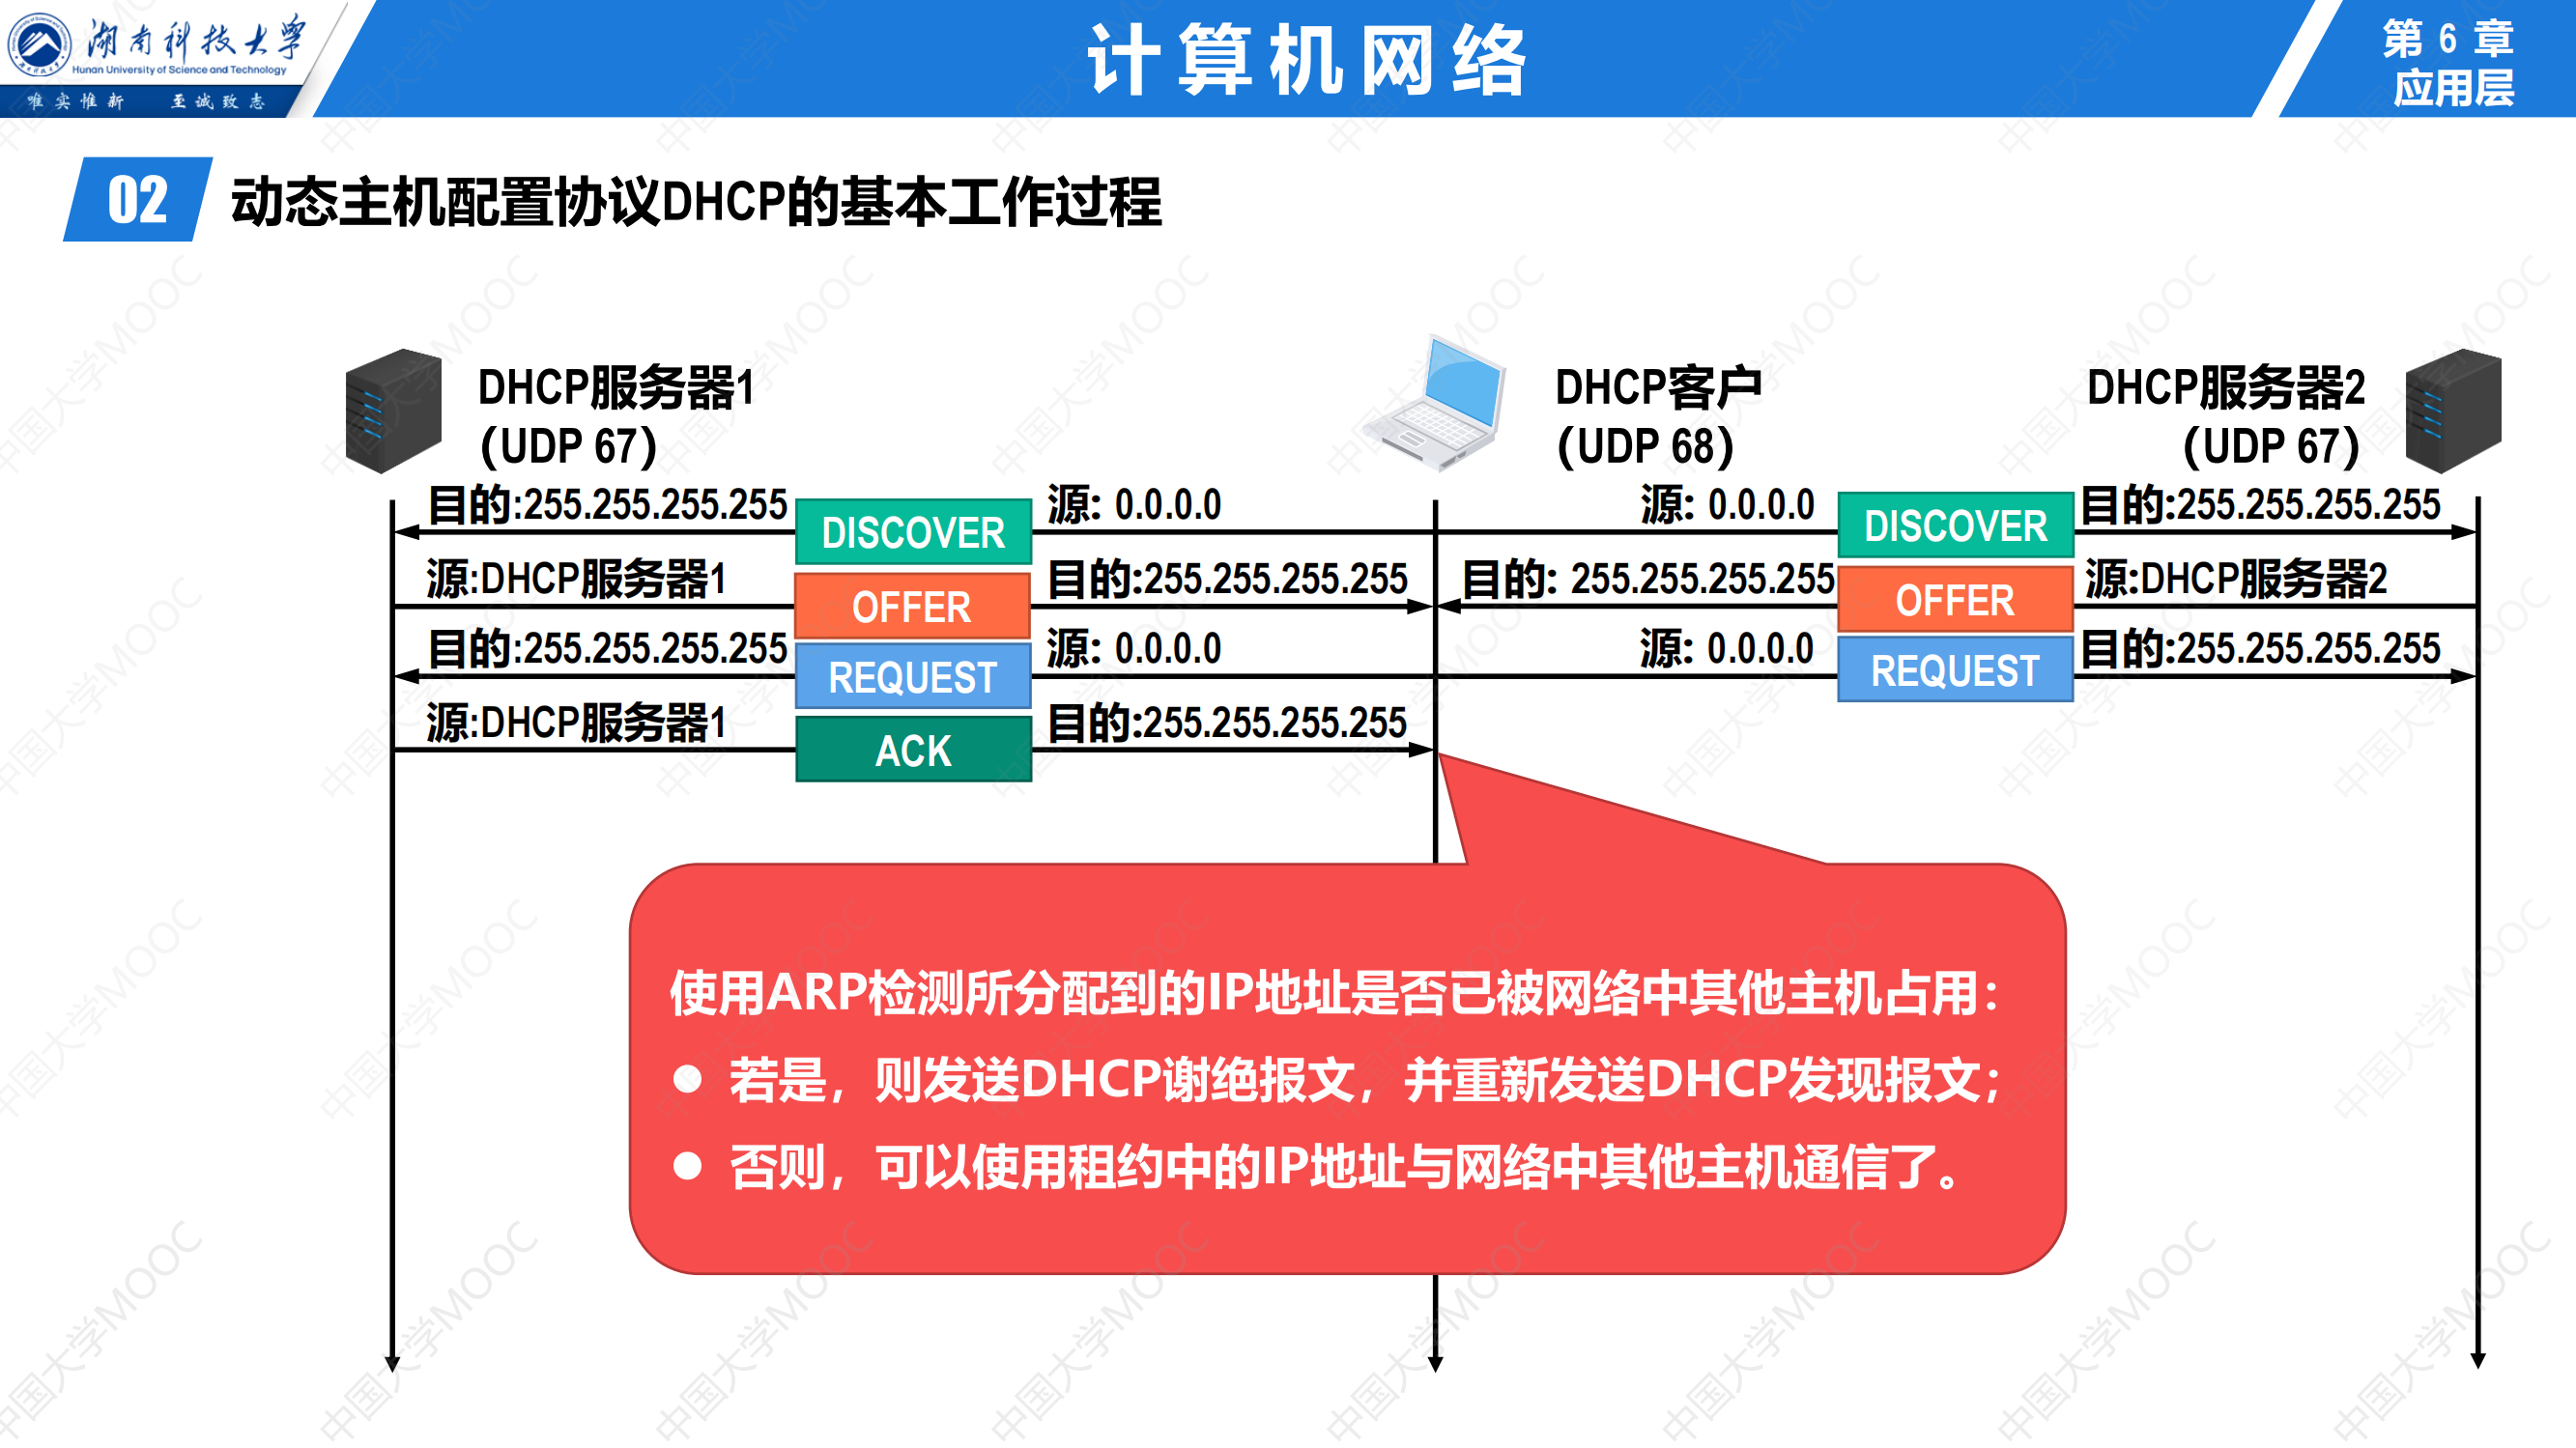 湖南科技大学
Hunan University of Science and Technology
唯实惟新 至诚致志
计算机网络
第 6 章
应用层
02 动态主机配置协议DHCP的基本工作过程
DHCP服务器1
（UDP 67）
DHCP客户
（UDP 68）
DHCP服务器2
（UDP 67）
目的:255.255.255.255 DISCOVER 源: 0.0.0.0 源: 0.0.0.0 DISCOVER 目的:255.255.255.255
源:DHCP服务器1 OFFER 目的:255.255.255.255 目的: 255.255.255.255 OFFER 源:DHCP服务器2
目的:255.255.255.255 REQUEST 源: 0.0.0.0 源: 0.0.0.0 REQUEST 目的:255.255.255.255
源:DHCP服务器1 ACK 目的:255.255.255.255
使用ARP检测所分配到的IP地址是否已被网络中其他主机占用：
● 若是，则发送DHCP谢绝报文，并重新发送DHCP发现报文；
● 否则，可以使用租约中的IP地址与网络中其他主机通信了。
中国大学MOOC